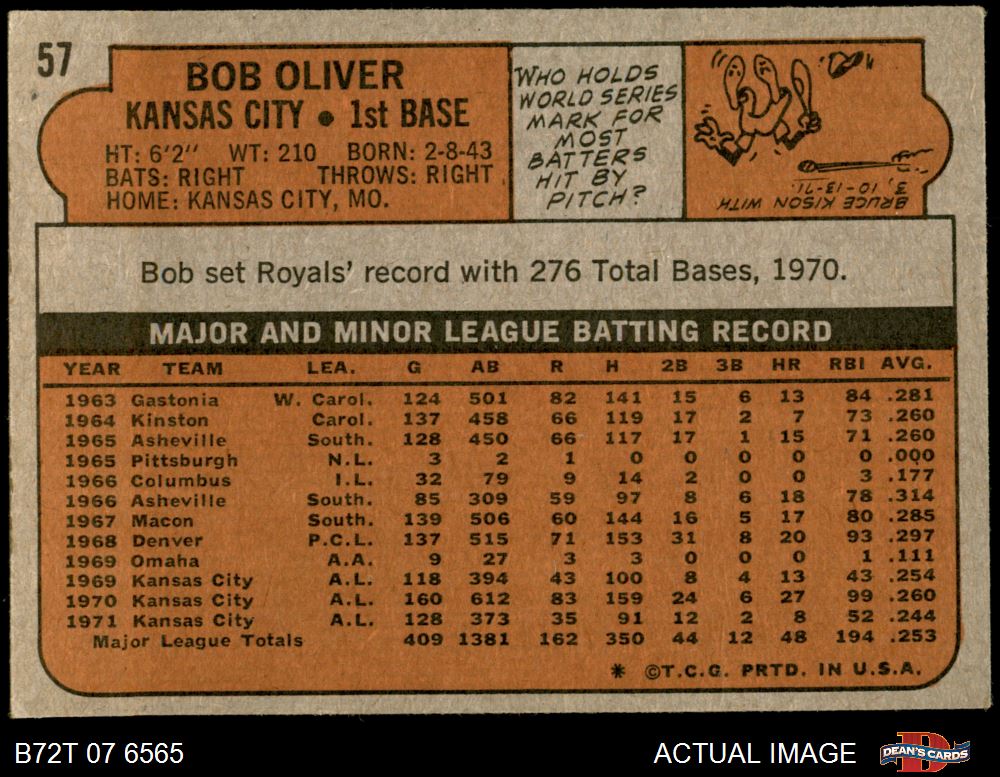 57
BOB OLIVER
KANSAS CITY • 1st BASE
HT: 6'2" WT: 210 BORN: 2-8-43
BATS: RIGHT THROWS: RIGHT
HOME: KANSAS CITY, MO.
WHO HOLDS
WORLD SERIES
MARK FOR
MOST
BATTERS
HIT BY
PITCH?
BRUCE KISON WITH
3, 10-13-71.
Bob set Royals' record with 276 Total Bases, 1970.
MAJOR AND MINOR LEAGUE BATTING RECORD
YEAR TEAM LEA. G AB R H 2B 3B HR RBI AVG.
1963 Gastonia W. Carol. 124 501 82 141 15 6 13 84 .281
1964 Kinston Carol. 137 458 66 119 17 2 7 73 .260
1965 Asheville South. 128 450 66 117 17 1 15 71 .260
1965 Pittsburgh N.L. 3 2 1 0 0 0 0 0 .000
1966 Columbus I.L. 32 79 9 14 2 0 0 3 .177
1966 Asheville South. 85 309 59 97 8 6 18 78 .314
1967 Macon South. 139 506 60 144 16 5 17 80 .285
1968 Denver P.C.L. 137 515 71 153 31 8 20 93 .297
1969 Omaha A.A. 9 27 3 3 0 0 0 1 .111
1969 Kansas City A.L. 118 394 43 100 8 4 13 43 .254
1970 Kansas City A.L. 160 612 83 159 24 6 27 99 .260
1971 Kansas City A.L. 128 373 35 91 12 2 8 52 .244
Major League Totals 409 1381 162 350 44 12 48 194 .253
* ©T.C.G. PRTD. IN U.S.A.
B72T 07 6565
ACTUAL IMAGE
D
DEAN'S CARDS